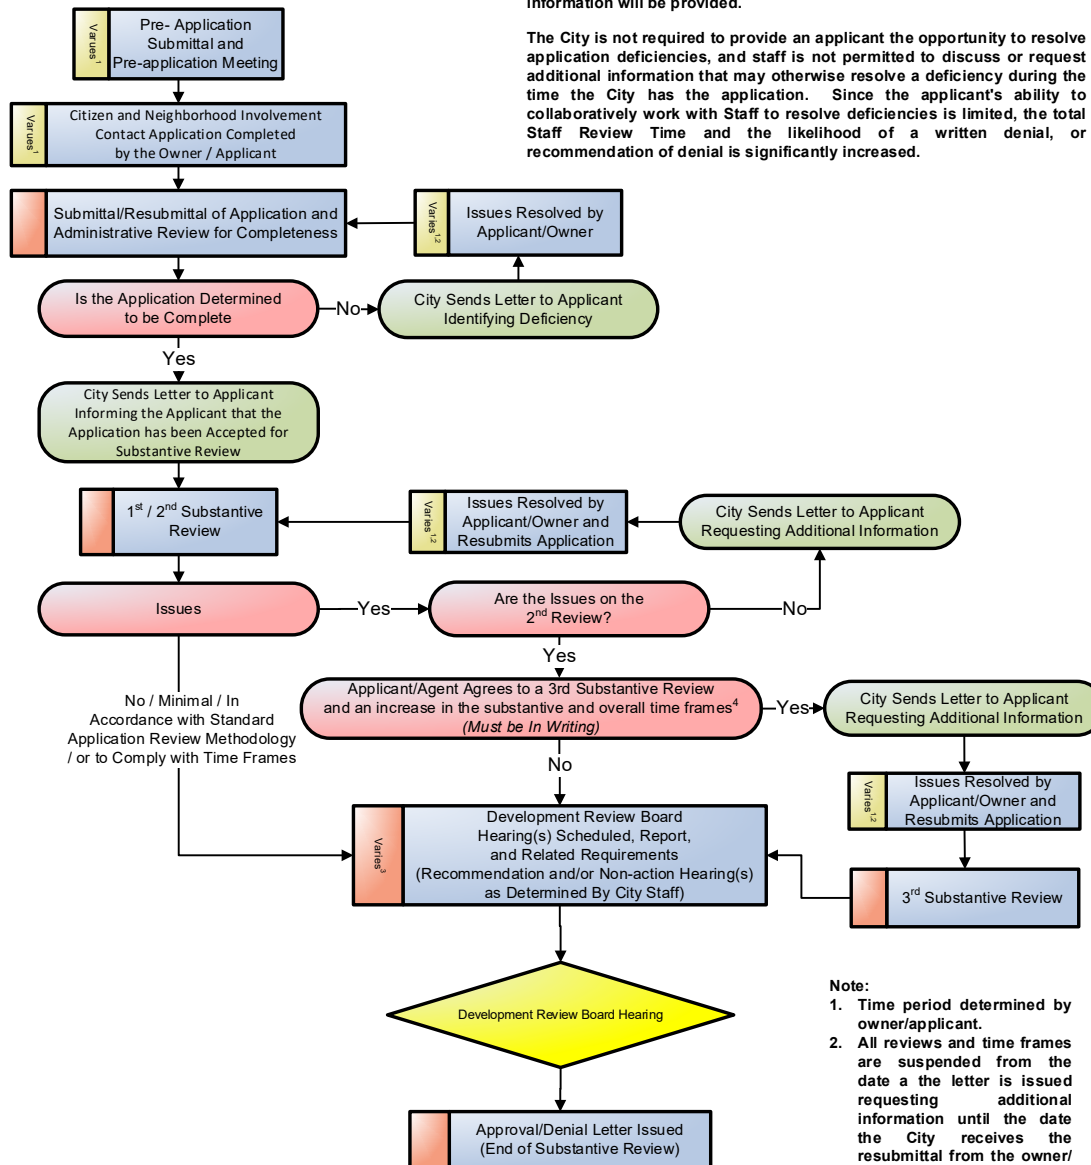 information will be provided.
The City is not required to provide an applicant the opportunity to resolve
application deficiencies, and staff is not permitted to discuss or request
additional information that may otherwise resolve a deficiency during the
time the City has the application. Since the applicant's ability to
collaboratively work with Staff to resolve deficiencies is limited, the total
Staff Review Time and the likelihood of a written denial, or
recommendation of denial is significantly increased.
Varues1
Pre- Application
Submittal and
Pre-application Meeting
Varues1
Citizen and Neighborhood Involvement
Contact Application Completed
by the Owner / Applicant
Submittal/Resubmittal of Application and
Administrative Review for Completeness
Varies1,2
Issues Resolved by
Applicant/Owner
Is the Application Determined
to be Complete
No
City Sends Letter to Applicant
Identifying Deficiency
Yes
City Sends Letter to Applicant
Informing the Applicant that the
Application has been Accepted for
Substantive Review
1st / 2nd Substantive
Review
Varies1,2
Issues Resolved by
Applicant/Owner and
Resubmits Application
City Sends Letter to Applicant
Requesting Additional Information
Issues
Yes
Are the Issues on the
2nd Review?
No
Yes
No / Minimal / In
Accordance with Standard
Application Review Methodology
/ or to Comply with Time Frames
Applicant/Agent Agrees to a 3rd Substantive Review
and an increase in the substantive and overall time frames4
(Must be In Writing)
Yes
City Sends Letter to Applicant
Requesting Additional Information
No
Varies1,2
Issues Resolved by
Applicant/Owner and
Resubmits Application
Varies3
Development Review Board
Hearing(s) Scheduled, Report,
and Related Requirements
(Recommendation and/or Non-action Hearing(s)
as Determined By City Staff)
3rd Substantive Review
Development Review Board Hearing
Approval/Denial Letter Issued
(End of Substantive Review)
Note:
1. Time period determined by
owner/applicant.
2. All reviews and time frames
are suspended from the
date a the letter is issued
requesting additional
information until the date
the City receives the
resubmittal from the owner/